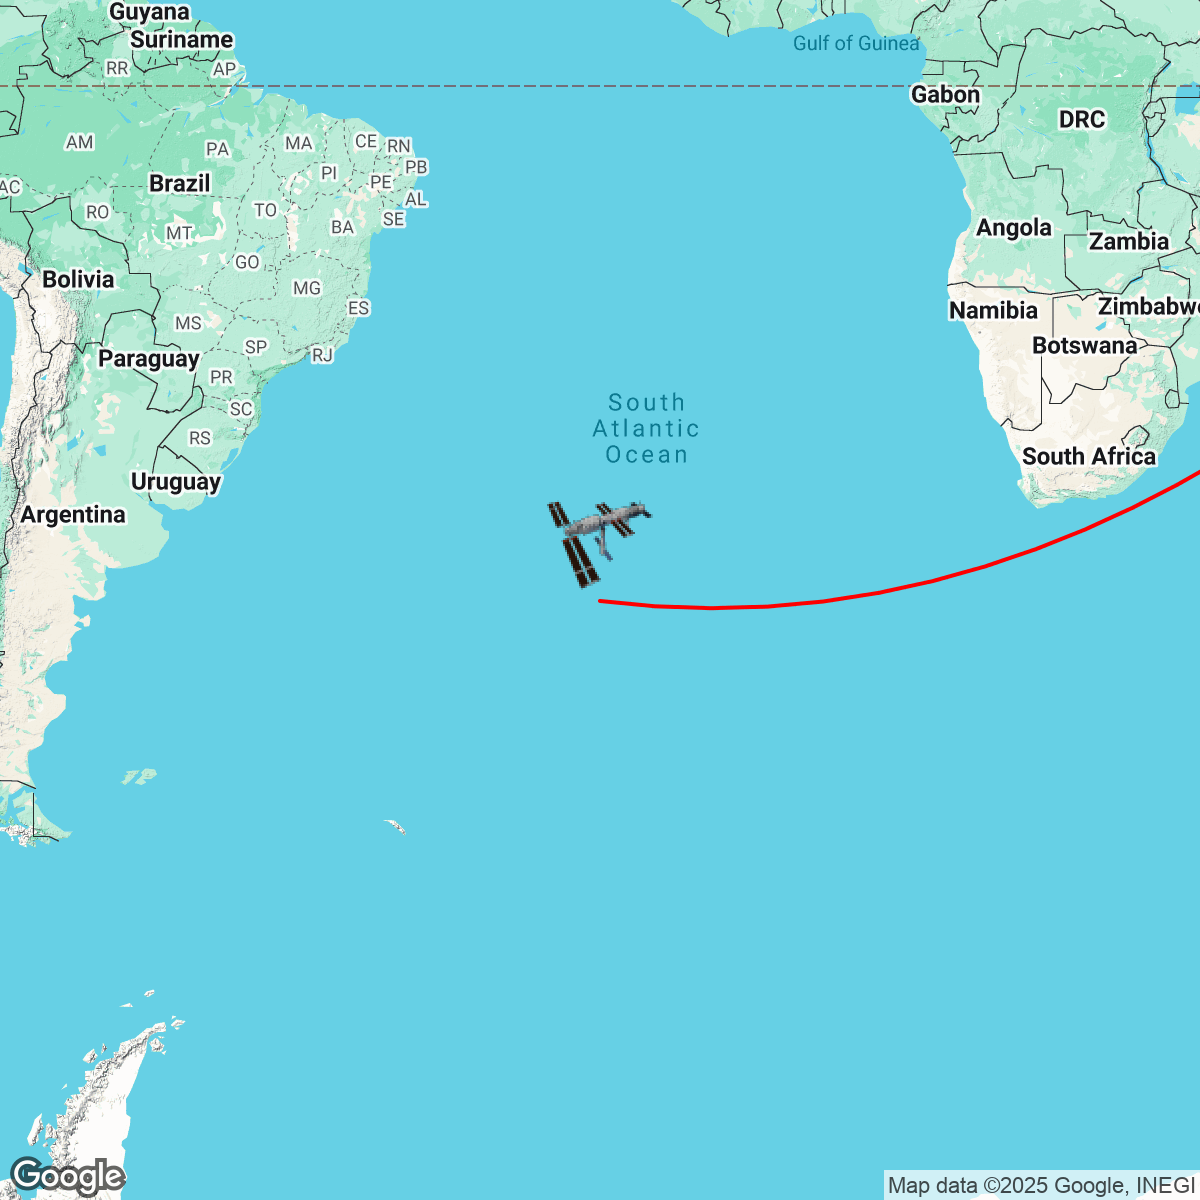 Guyana
Suriname
Gulf of Guinea
RR
AP
Gabon
DRC
AM
PA
MA
CE
RN
PI
PB
Brazil
PE
AC
AL
RO
TO
SE
BA
MT
Angola
Zambia
GO
Bolivia
MG
ES
Namibia
Zimbabwe
MS
SP
RJ
Botswana
Paraguay
PR
SC
South
Atlantic
Ocean
RS
South Africa
Uruguay
Argentina
Google
Map data ©2025 Google, INEGI